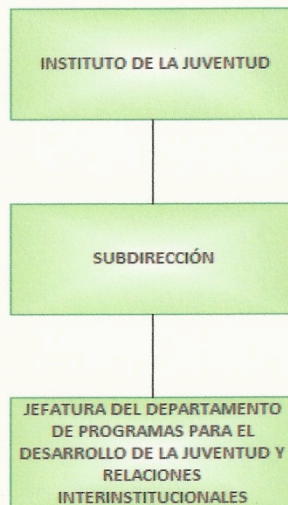 INSTITUTO DE LA JUVENTUD
SUBDIRECCIÓN
JEFATURA DEL DEPARTAMENTO
DE PROGRAMAS PARA EL
DESARROLLO DE LA JUVENTUD Y
RELACIONES
INTERINSTITUCIONALES